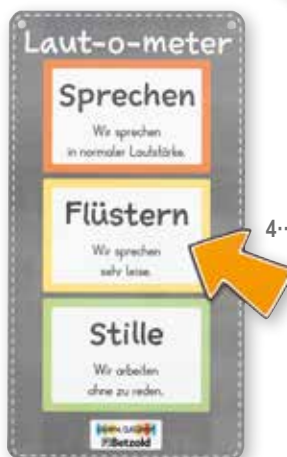 Laut-o-meter
Sprechen
Wir sprechen
in normaler Lautstärke.
Flüstern
Wir sprechen
sehr leise.
4
Stille
Wir arbeiten
ohne zu reden.
Betzold